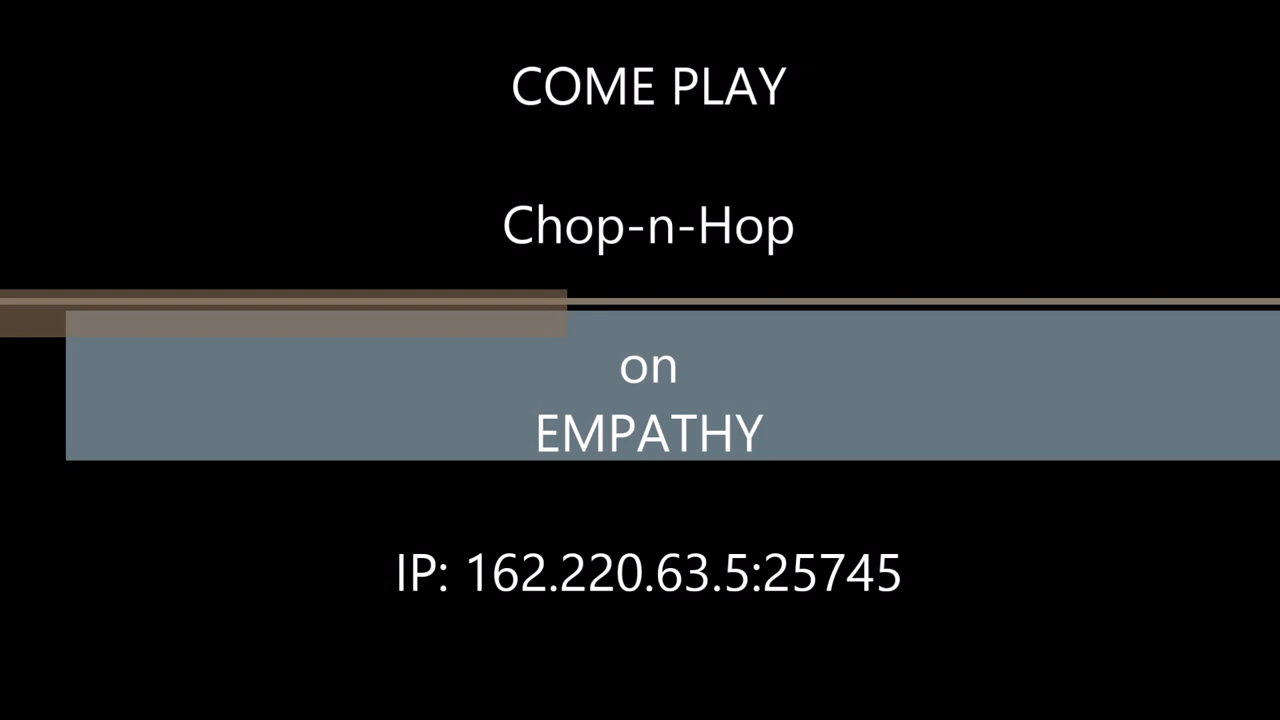 COME PLAY
Chop-n-Hop
on
EMPATHY
IP: 162.220.63.5:25745